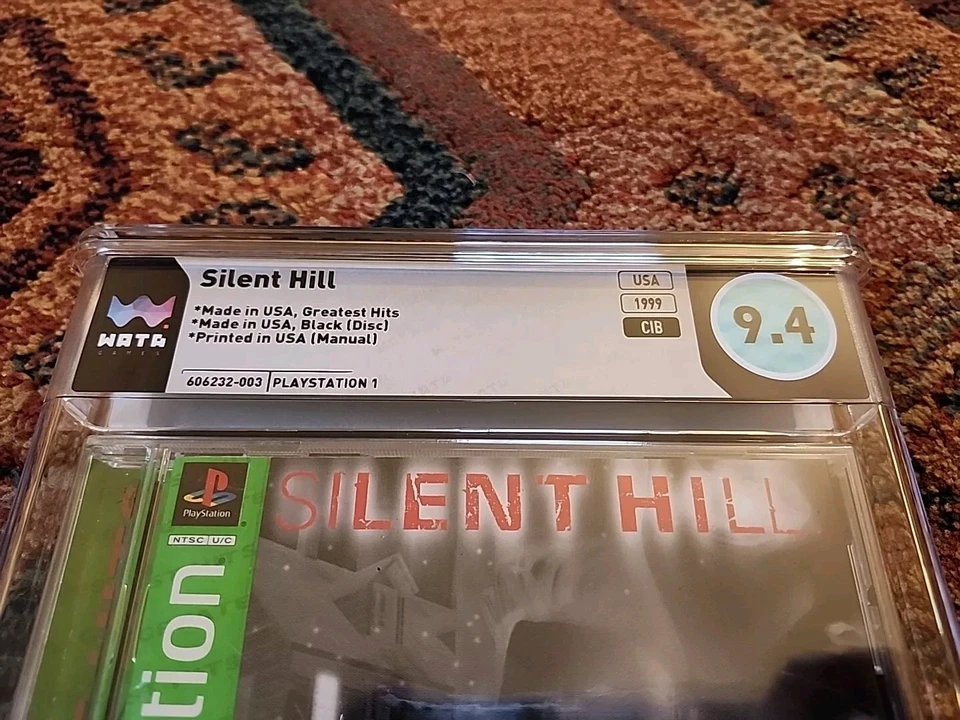 Silent Hill
*Made in USA, Greatest Hits
*Made in USA, Black (Disc)
*Printed in USA (Manual)
606232-003 PLAYSTATION 1
USA
1999
CIB
9.4
WATA
GAMES
PlayStation
NTSC U/C
SILENT HILL
tion